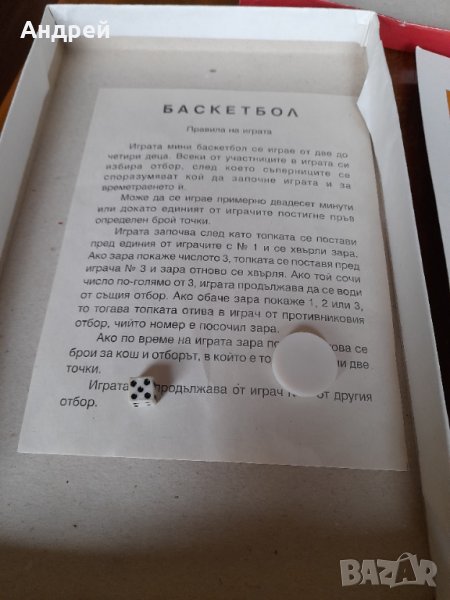 Андрей
БАСКЕТБОЛ
Правила на играта
Играта мини баскетбол се играе от две до
четири деца. Всеки от участниците в играта си
избира отбор, след което съперниците се
споразумяват кой да започне играта и за
времетраенето ѝ.
Може да се играе примерно двадесет минути
или докато единият от играчите постигне пръв
определен брой точки.
Играта започва след като топката се постави
пред единия от играчите с № 1 и се хвърли зара.
Ако зара покаже числото 3, топката се поставя пред
играча № 3 и зара отново се хвърля. Ако той сочи
число по-голямо от 3, играта продължава да се води
от същия отбор. Ако обаче зара покаже 1, 2 или 3,
то тогава топката отива в играч от противниковия
отбор, чийто номер е посочил зара.
Ако по време на играта зара се
брои за кош и отборът, в който е две
точки.
Играта продължава от играч от другия
отбор.
BAZAR